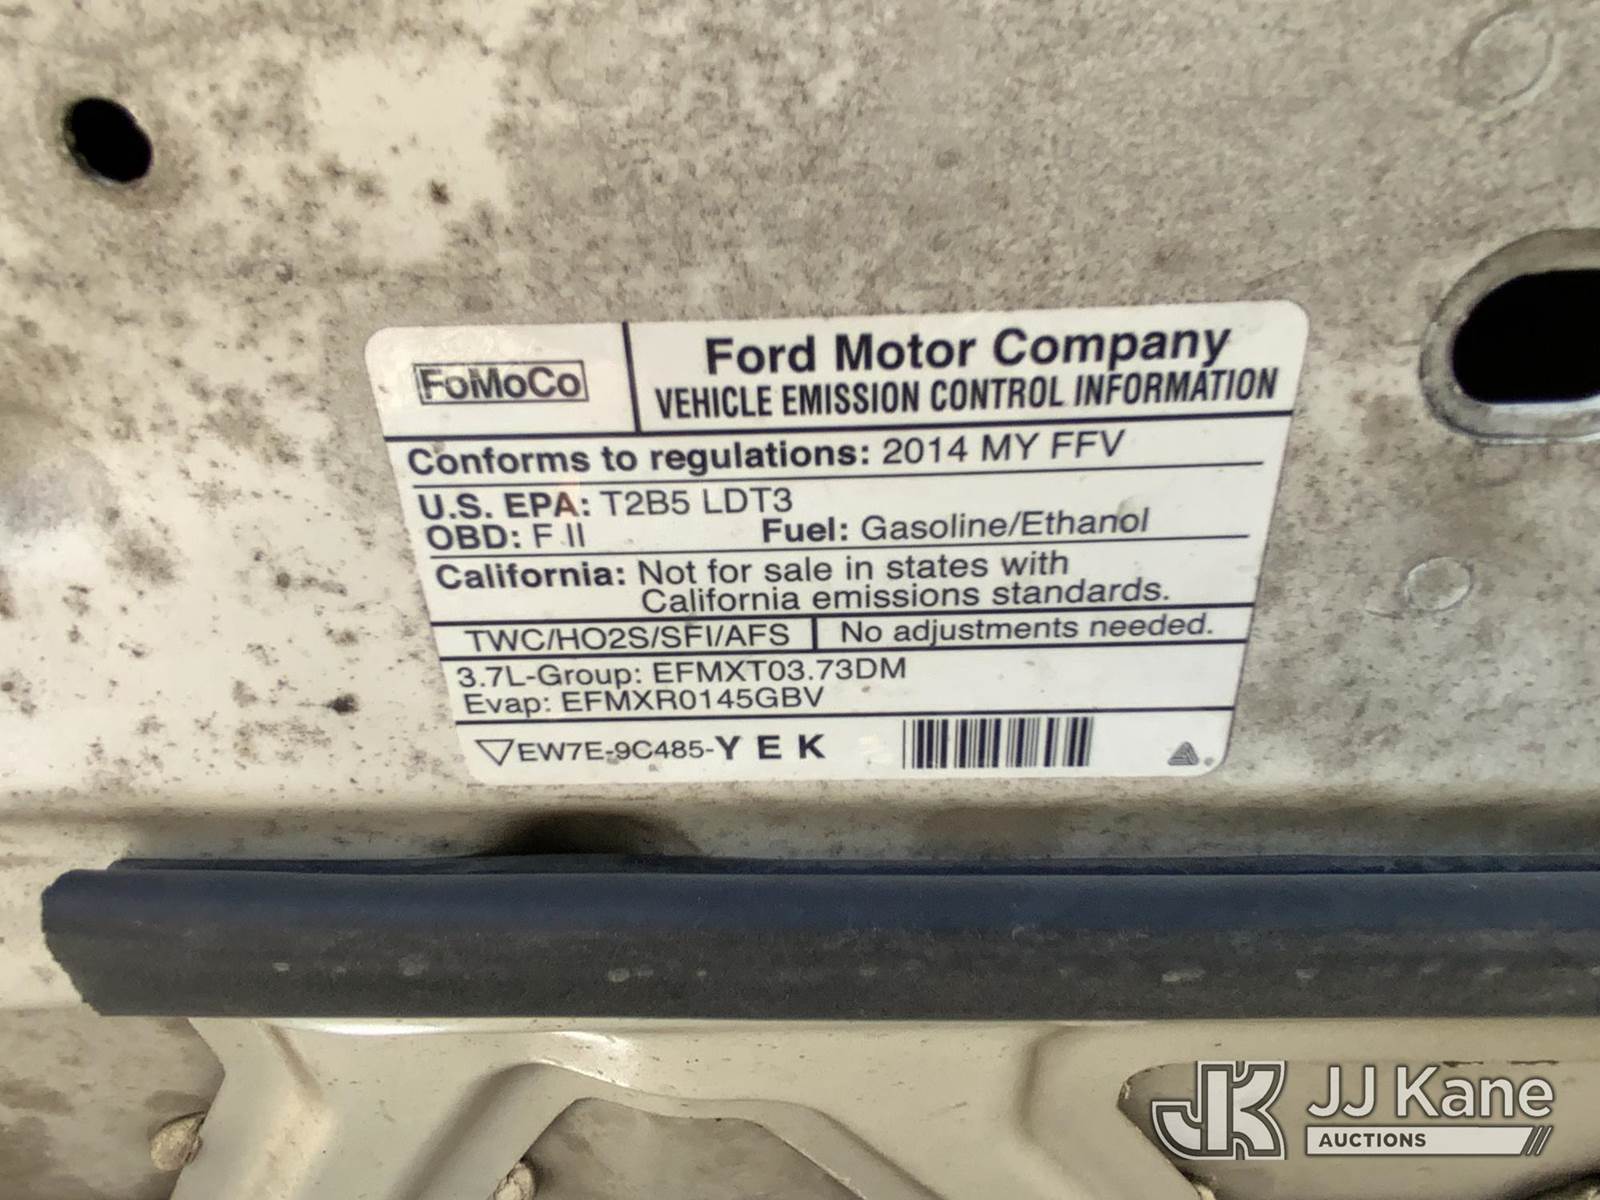 FoMoCo
Ford Motor Company
VEHICLE EMISSION CONTROL INFORMATION
Conforms to regulations: 2014 MY FFV
U.S. EPA: T2B5 LDT3
OBD: F II Fuel: Gasoline/Ethanol
California: Not for sale in states with
California emissions standards.
TWC/HO2S/SFI/AFS No adjustments needed.
3.7L-Group: EFMXT03.73DM
Evap: EFMXR0145GBV
EW7E-9C485-Y E K
JK JJ Kane
AUCTIONS